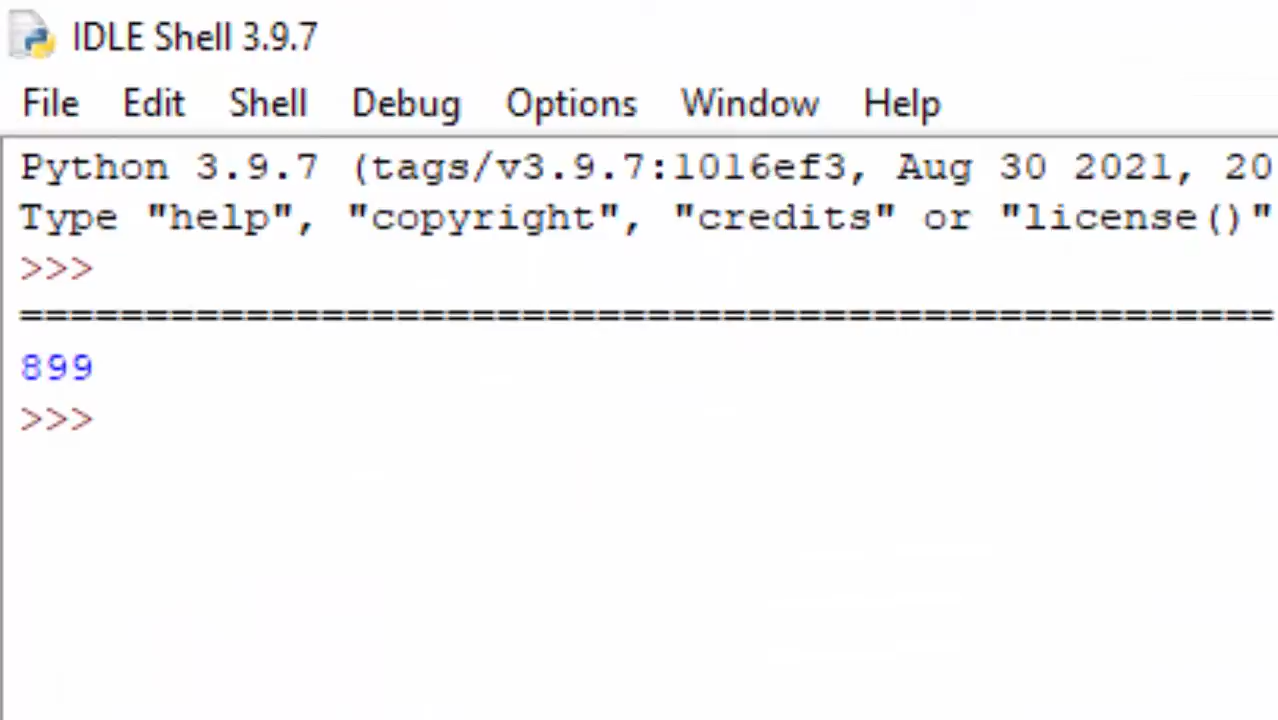 IDLE Shell 3.9.7
File Edit Shell Debug Options Window Help
Python 3.9.7 (tags/v3.9.7:1016ef3, Aug 30 2021, 20
Type "help", "copyright", "credits" or "license()"
>>>
==================================================
899
>>>